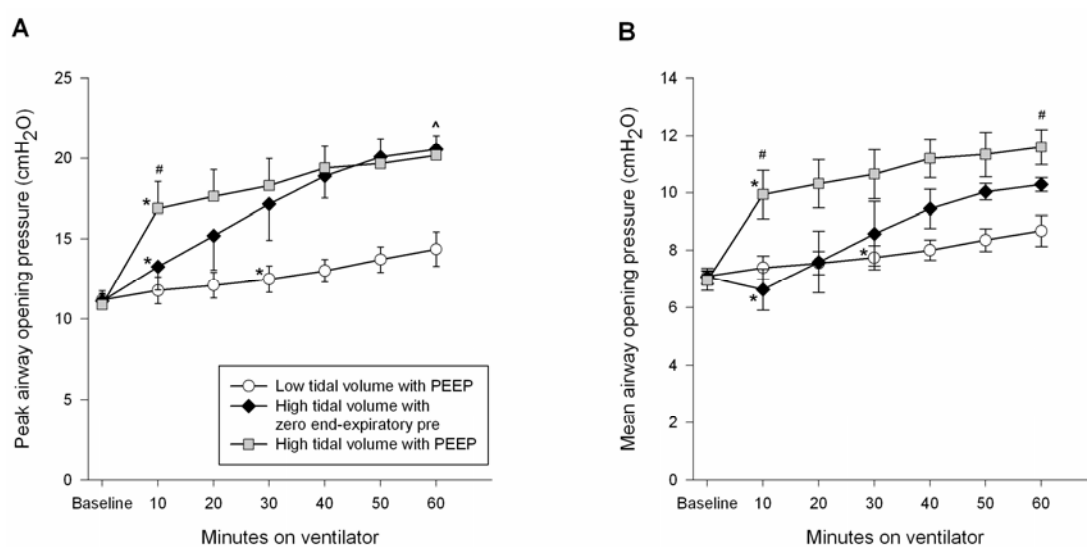 A
Peak airway opening pressure (cmH2O)
25
20
15
10
5
0
*
#
*
*
^
Low tidal volume with PEEP
High tidal volume with
zero end-expiratory pre
High tidal volume with PEEP
Baseline 10 20 30 40 50 60
Minutes on ventilator
B
Mean airway opening pressure (cmH2O)
14
12
10
8
6
4
2
0
*
#
*
*
#
Baseline 10 20 30 40 50 60
Minutes on ventilator